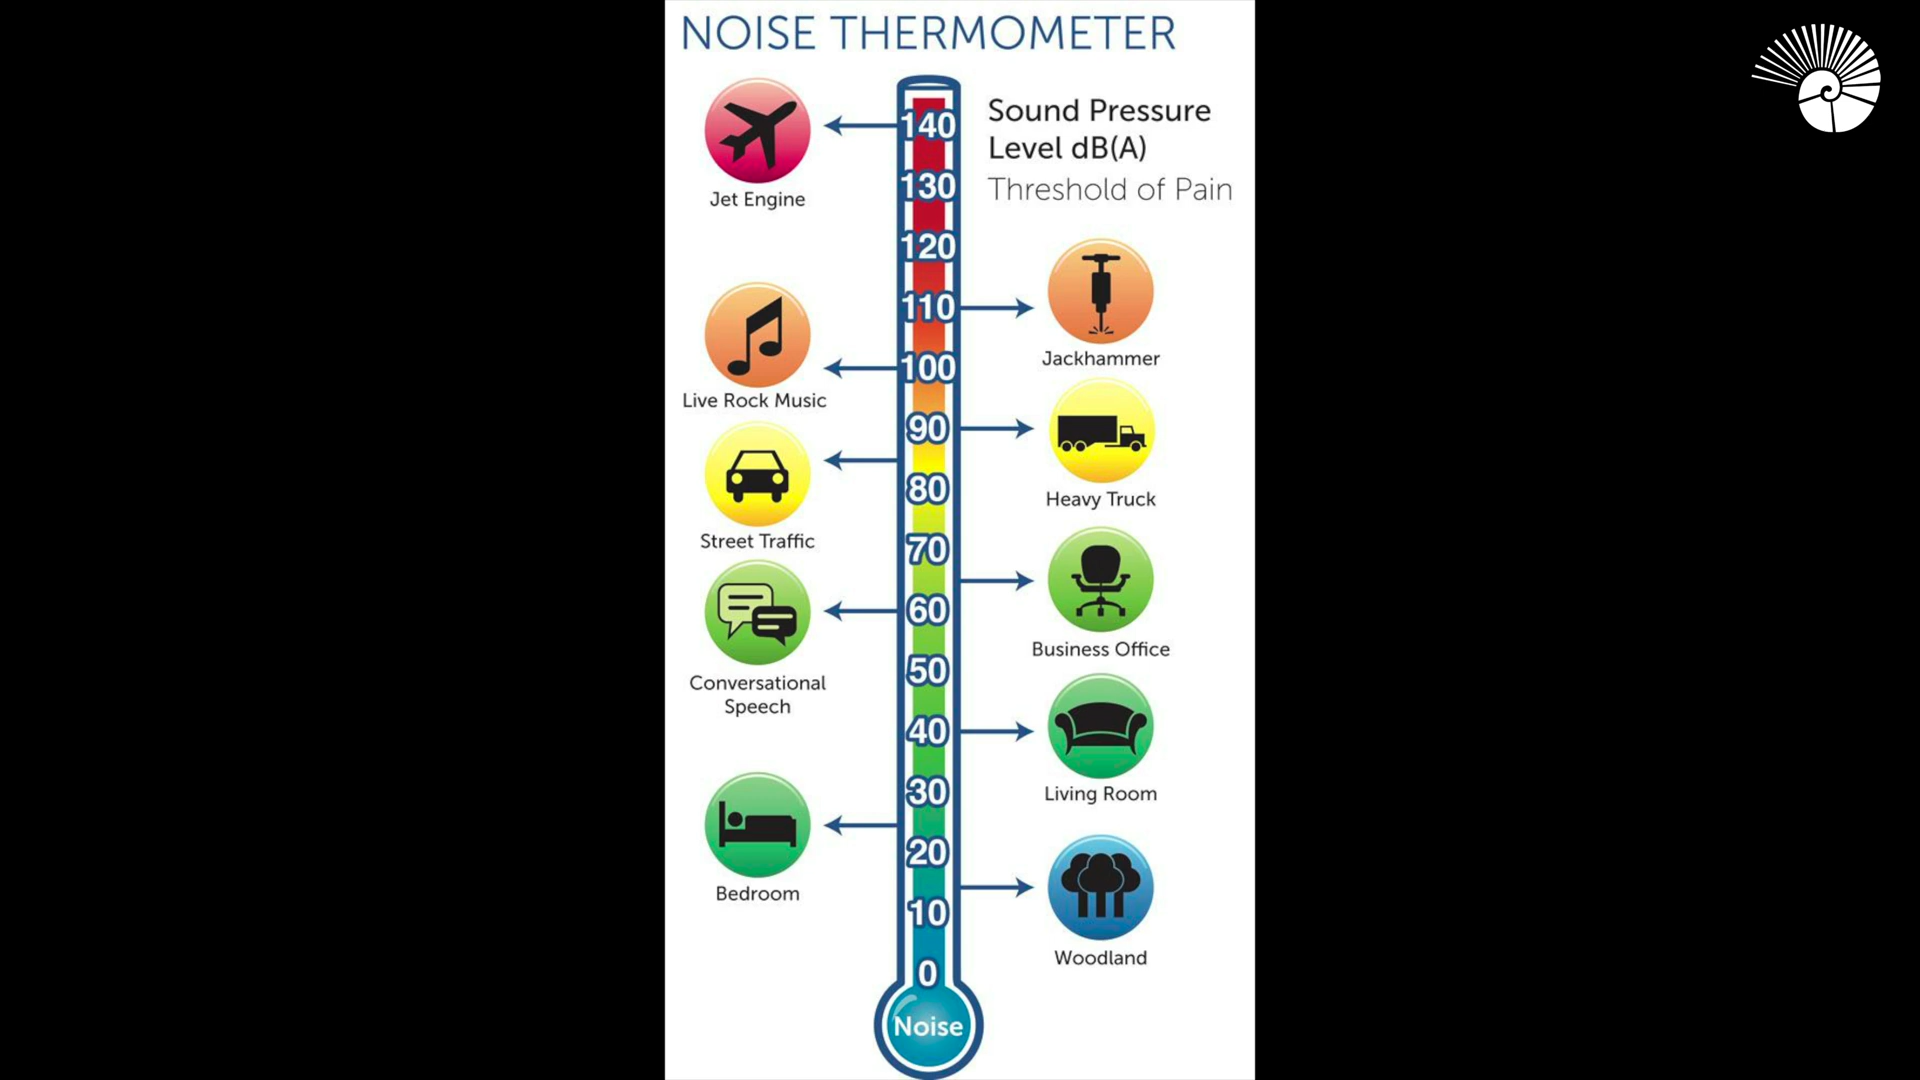 NOISE THERMOMETER
Sound Pressure
Level dB(A)
Threshold of Pain
140
130
120
110
100
90
80
70
60
50
40
30
20
10
0
Noise
Jet Engine
Jackhammer
Live Rock Music
Heavy Truck
Street Traffic
Business Office
Conversational
Speech
Living Room
Bedroom
Woodland